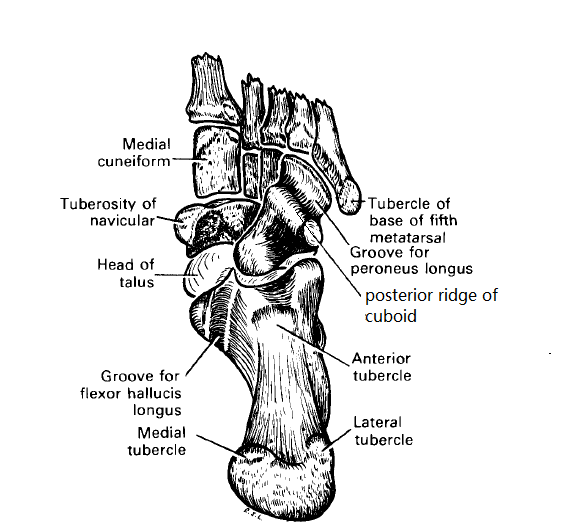 Medial
cuneiform
Tuberosity of
navicular
Head of
talus
Groove for
flexor hallucis
longus
Medial
tubercle
Tubercle of
base of fifth
metatarsal
Groove for
peroneus longus
posterior ridge of
cuboid
Anterior
tubercle
Lateral
tubercle